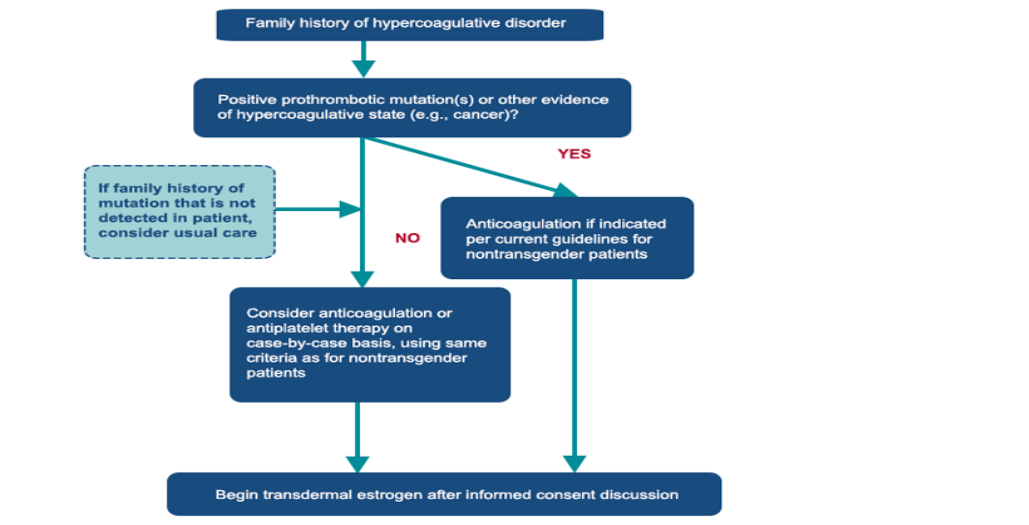 Family history of hypercoagulative disorder
Positive prothrombotic mutation(s) or other evidence
of hypercoagulative state (e.g., cancer)?
YES
If family history of
mutation that is not
detected in patient,
consider usual care
NO
Anticoagulation if indicated
per current guidelines for
nontransgender patients
Consider anticoagulation or
antiplatelet therapy on
case-by-case basis, using same
criteria as for nontransgender
patients
Begin transdermal estrogen after informed consent discussion